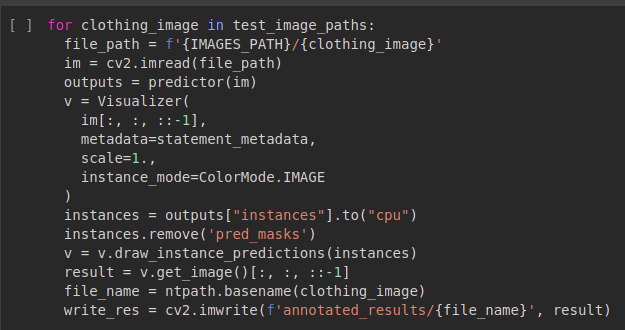 [ ] for clothing_image in test_image_paths:
      file_path = f'{IMAGES_PATH}/{clothing_image}'
      im = cv2.imread(file_path)
      outputs = predictor(im)
      v = Visualizer(
        im[:, :, ::-1],
        metadata=statement_metadata,
        scale=1.,
        instance_mode=ColorMode.IMAGE
      )
      instances = outputs["instances"].to("cpu")
      instances.remove('pred_masks')
      v = v.draw_instance_predictions(instances)
      result = v.get_image()[:, :, ::-1]
      file_name = ntpath.basename(clothing_image)
      write_res = cv2.imwrite(f'annotated_results/{file_name}', result)